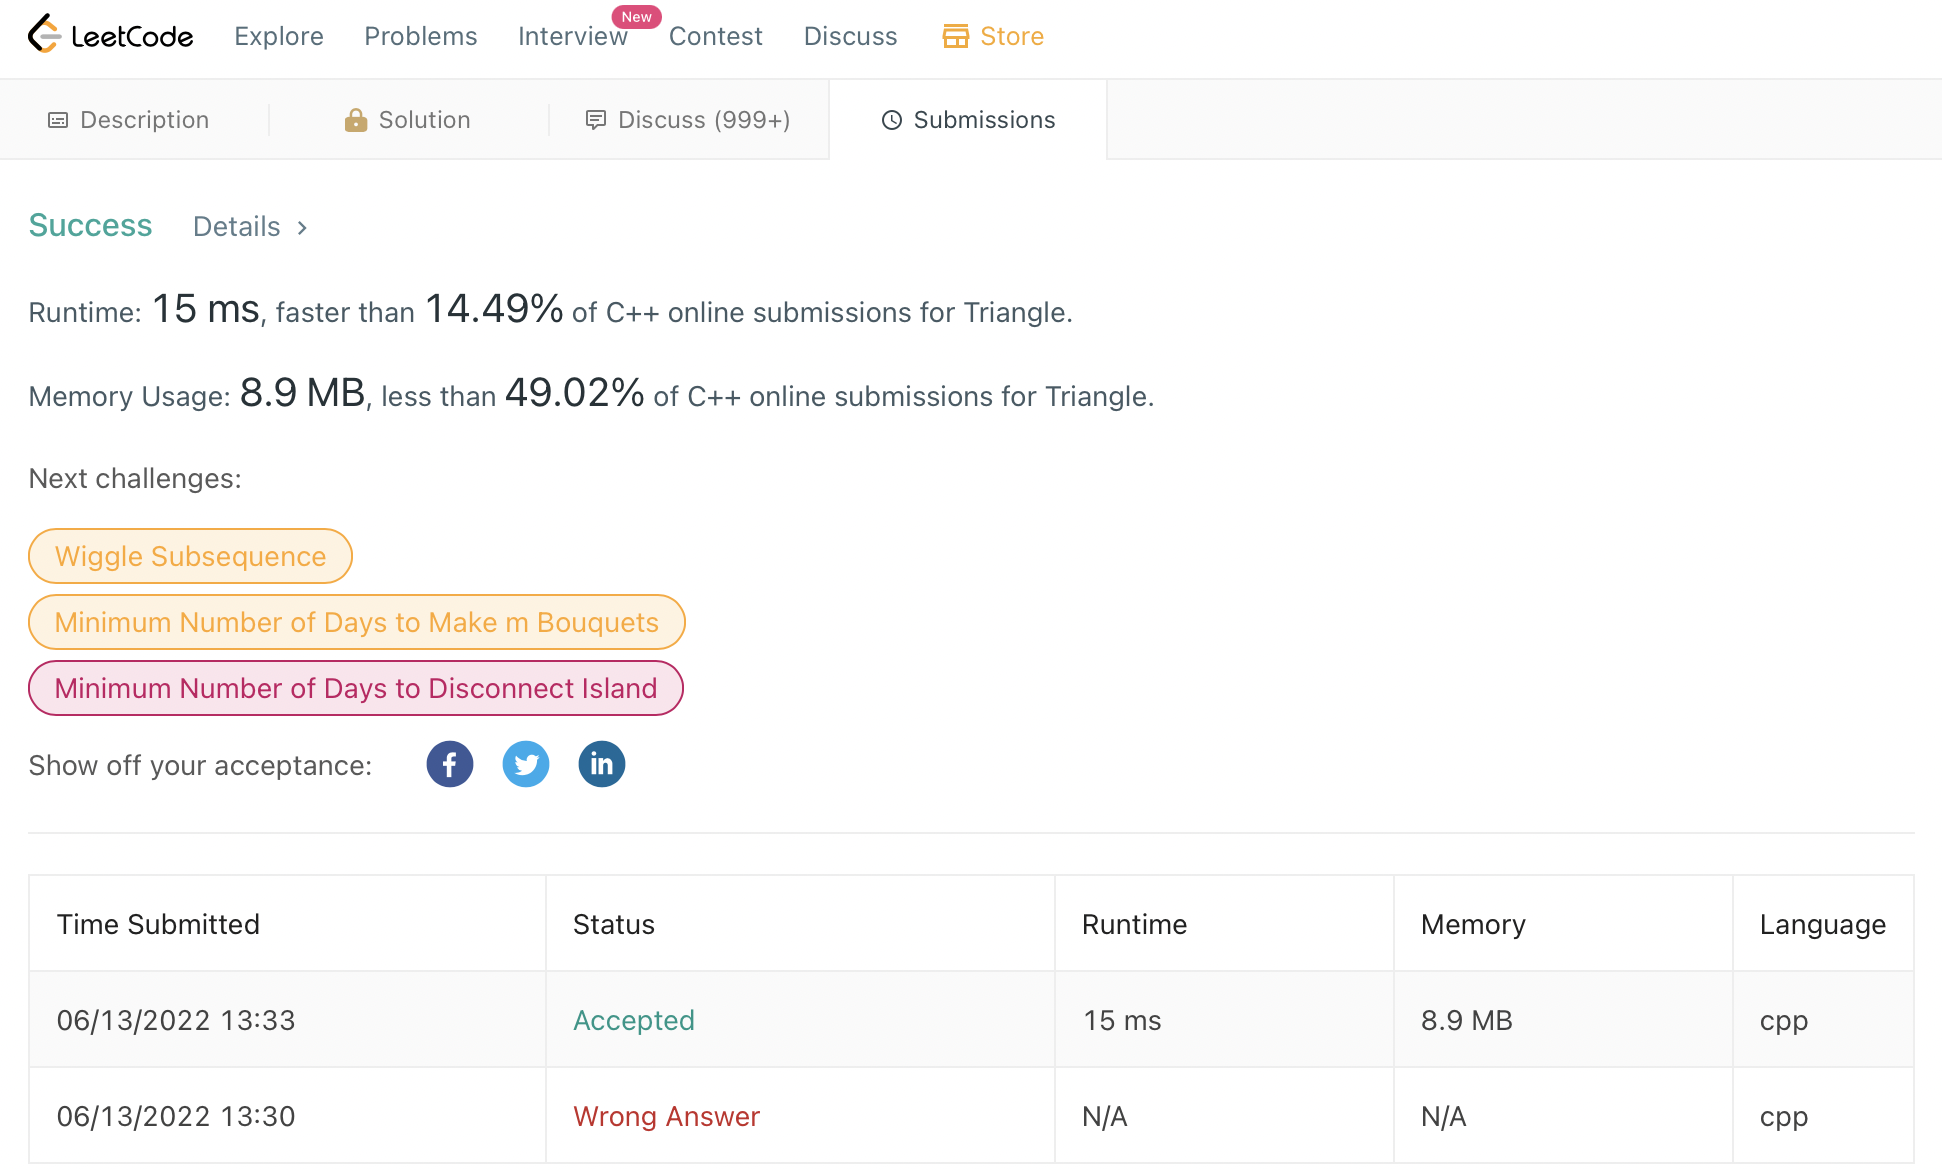 LeetCode Explore Problems Interview New Contest Discuss Store
Description Solution Discuss (999+) Submissions
Success Details >
Runtime: 15 ms, faster than 14.49% of C++ online submissions for Triangle.
Memory Usage: 8.9 MB, less than 49.02% of C++ online submissions for Triangle.
Next challenges:
Wiggle Subsequence
Minimum Number of Days to Make m Bouquets
Minimum Number of Days to Disconnect Island
Show off your acceptance: f in
Time Submitted Status Runtime Memory Language
06/13/2022 13:33 Accepted 15 ms 8.9 MB cpp
06/13/2022 13:30 Wrong Answer N/A N/A cpp